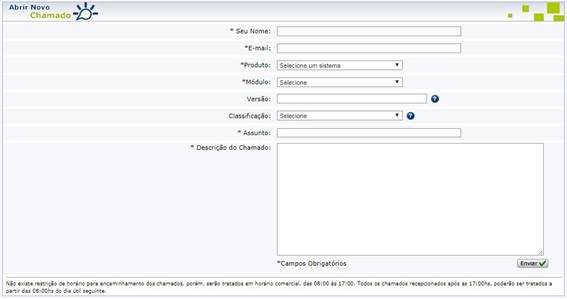 Abrir Novo
Chamado
* Seu Nome:
*E-mail:
*Produto: Selecione um sistema
*Módulo: Selecione
Versão: ?
Classificação: Selecione ?
* Assunto:
* Descrição do Chamado:
*Campos Obrigatórios Enviar
Não existe restrição de horário para encaminhamento dos chamados, porém, serão tratados em horário comercial, das 08:00 às 17:00. Todos os chamados recepcionados após as 17:00hs, poderão ser tratados a
partir das 08:00hs do dia útil seguinte.